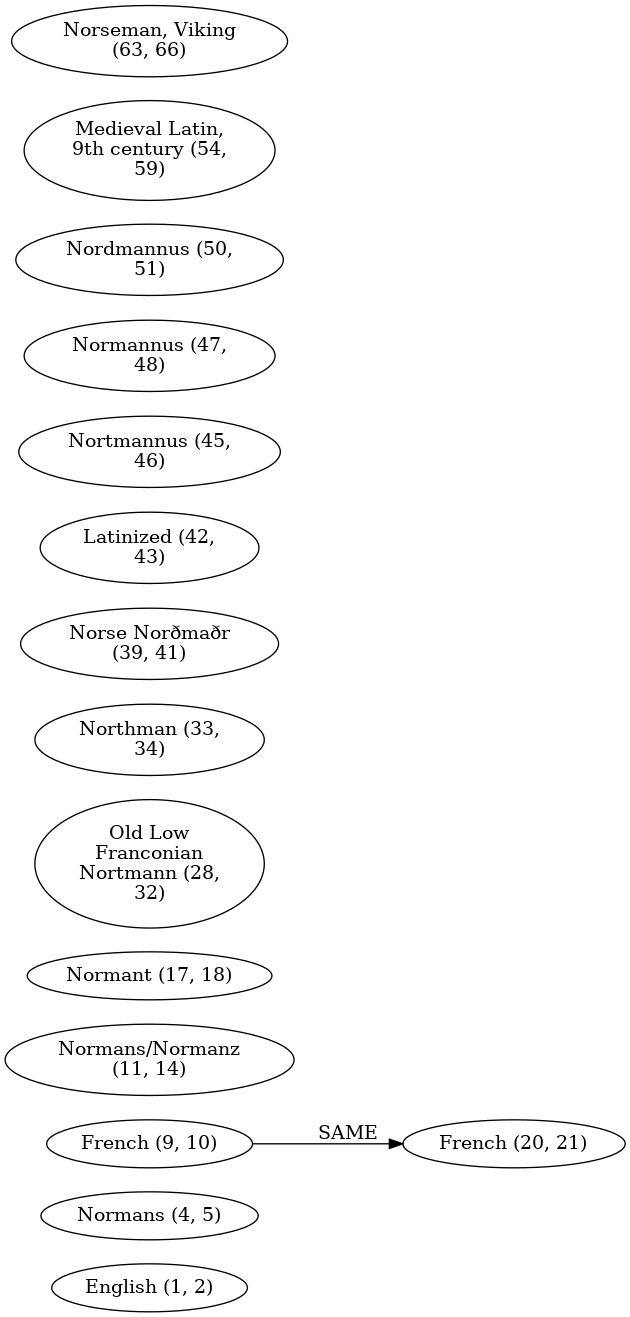 Norseman, Viking
(63, 66)
Medieval Latin,
9th century (54,
59)
Nordmannus (50,
51)
Normannus (47,
48)
Nortmannus (45,
46)
Latinized (42,
43)
Norse Norðmaðr
(39, 41)
Northman (33,
34)
Old Low
Franconian
Nortmann (28,
32)
Normant (17, 18)
Normans/Normanz
(11, 14)
French (9, 10)
SAME
French (20, 21)
Normans (4, 5)
English (1, 2)